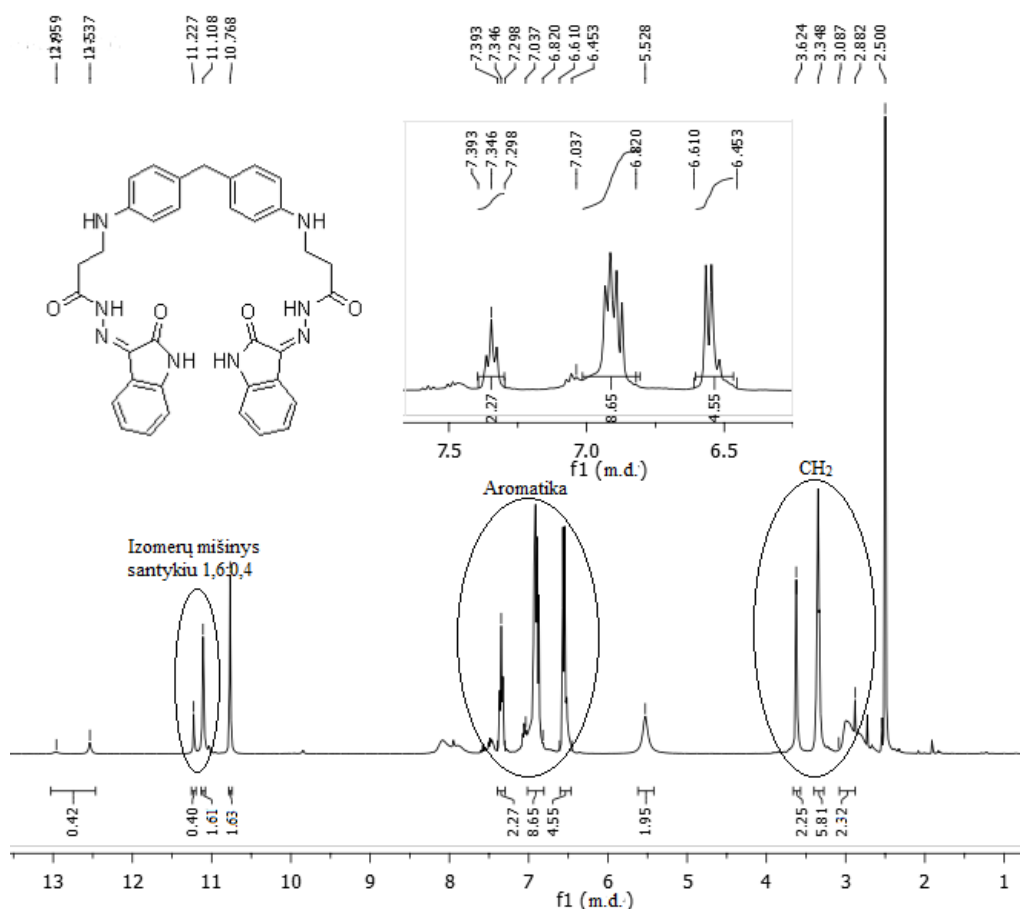 12.959
12.537
11.227
11.108
10.768
7.393
7.346
7.298
7.037
6.820
6.610
6.453
5.528
3.624
3.348
3.087
2.882
2.500
HN
NH
O
NH
N
O
NH
O
HN
N
O
NH
7.393
7.346
7.298
7.037
6.820
6.610
6.453
2.27
8.65
4.55
7.5 7.0 6.5
f1 (m.d.)
Izomerų mišinys
santykiu 1,6:0,4
Aromatika
CH₂
0.42
0.40
1.61
1.63
2.27
8.65
4.55
1.95
2.25
5.81
2.32
13 12 11 10 9 8 7 6 5 4 3 2 1
f1 (m.d.)